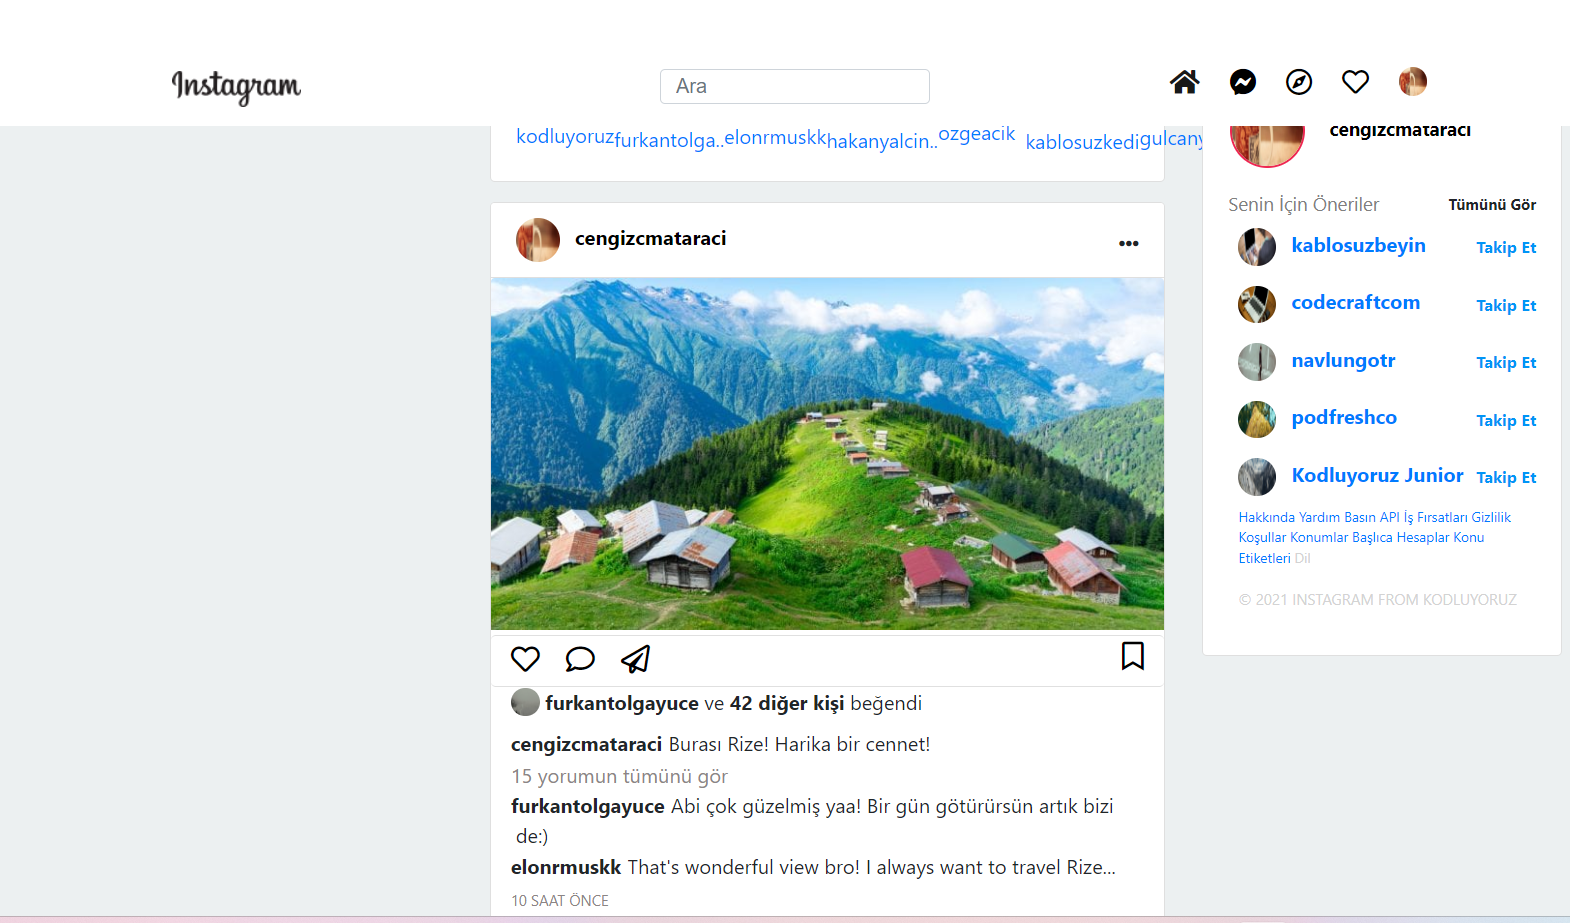 Instagram
Ara
kodluyoruz furkantolga.. elonrmuskk hakanyalcin.. ozgeacik kablosuzkedi gulcany
cengizcmataraci
cengizcmataraci
Senin İçin Öneriler Tümünü Gör
kablosuzbeyin Takip Et
codecraftcom Takip Et
navlungotr Takip Et
podfreshco Takip Et
Kodluyoruz Junior Takip Et
Hakkında Yardım Basın API İş Fırsatları Gizlilik
Koşullar Konumlar Başlıca Hesaplar Konu
Etiketleri Dil
© 2021 INSTAGRAM FROM KODLUYORUZ
furkantolgayuce ve 42 diğer kişi beğendi
cengizcmataraci Burası Rize! Harika bir cennet!
15 yorumun tümünü gör
furkantolgayuce Abi çok güzelmiş yaa! Bir gün götürürsün artık bizi
de:)
elonrmuskk That's wonderful view bro! I always want to travel Rize...
10 SAAT ÖNCE